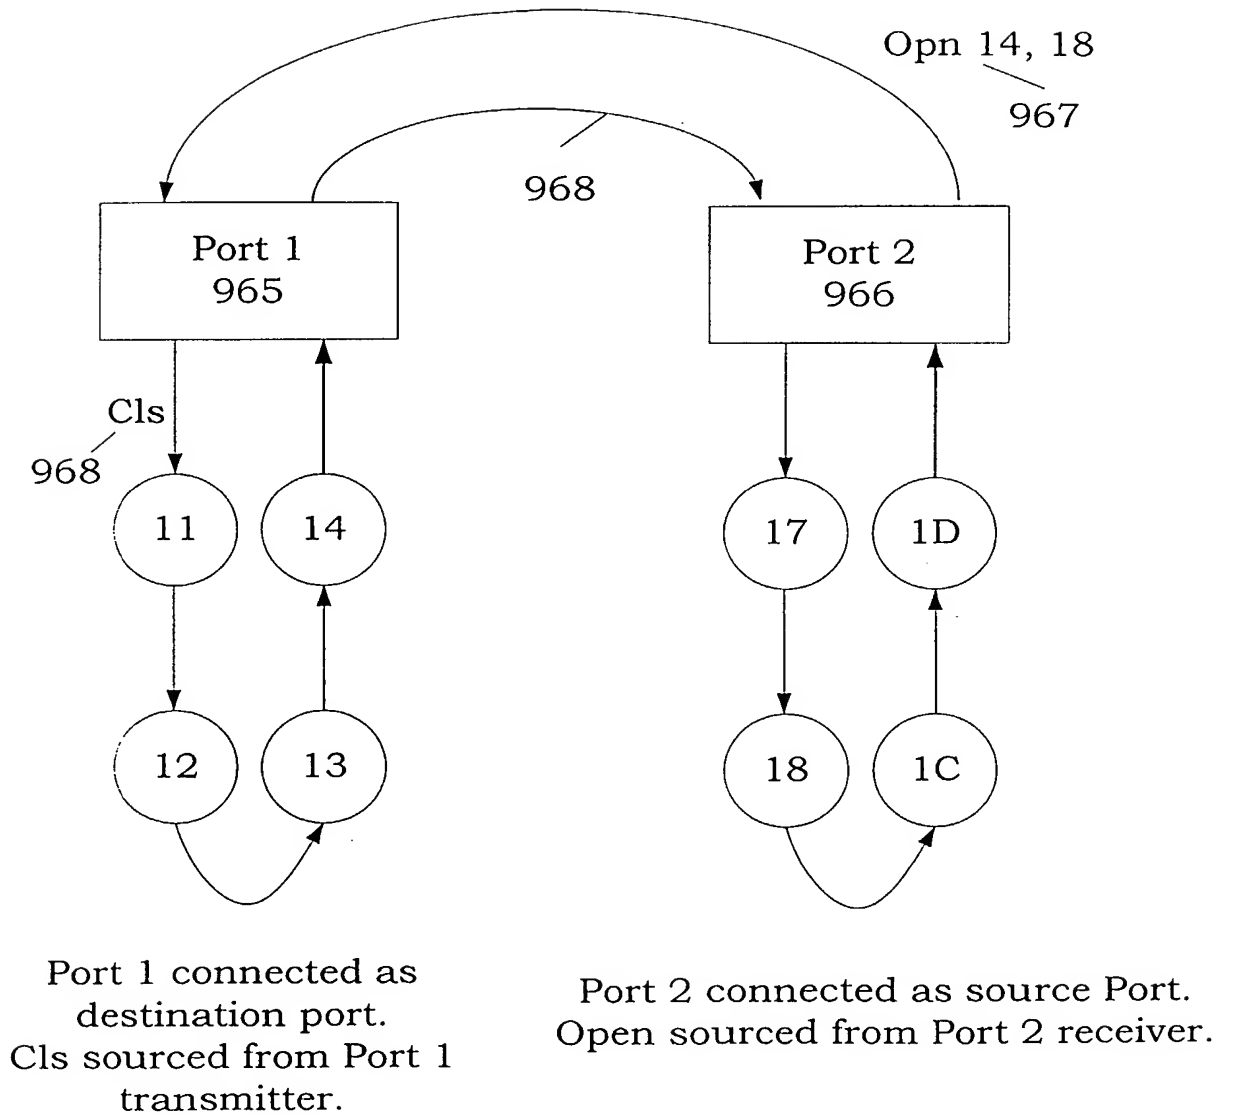 Opn 14, 18
967
968
Port 1
965
Port 2
966
Cls
968
11
14
17
1D
12
13
18
1C
Port 1 connected as
destination port.
Cls sourced from Port 1
transmitter.
Port 2 connected as source Port.
Open sourced from Port 2 receiver.